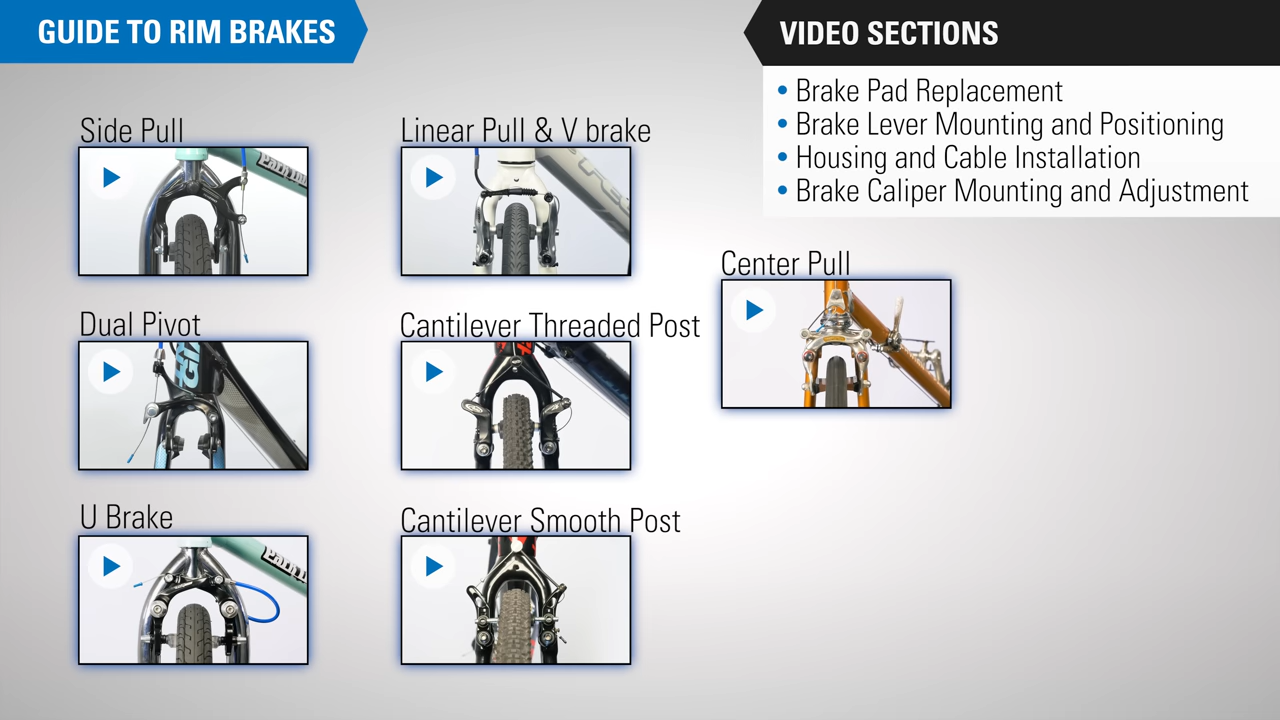 GUIDE TO RIM BRAKES
VIDEO SECTIONS
• Brake Pad Replacement
• Brake Lever Mounting and Positioning
• Housing and Cable Installation
• Brake Caliper Mounting and Adjustment
Side Pull
Linear Pull & V brake
Center Pull
Dual Pivot
Cantilever Threaded Post
U Brake
Cantilever Smooth Post